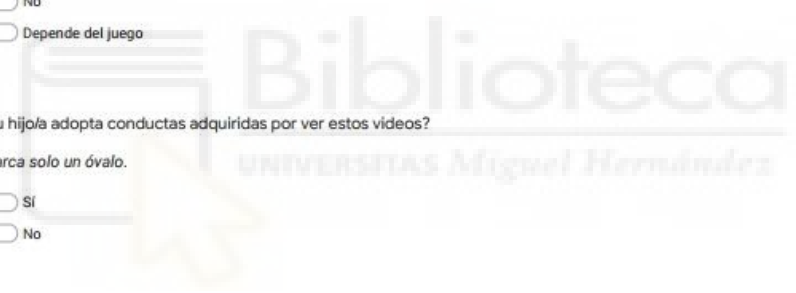 No
Depende del juego
Biblioteca
UNIVERSITAS Miguel Hernández
u hijo/a adopta conductas adquiridas por ver estos videos?
arca solo un óvalo.
Sí
No